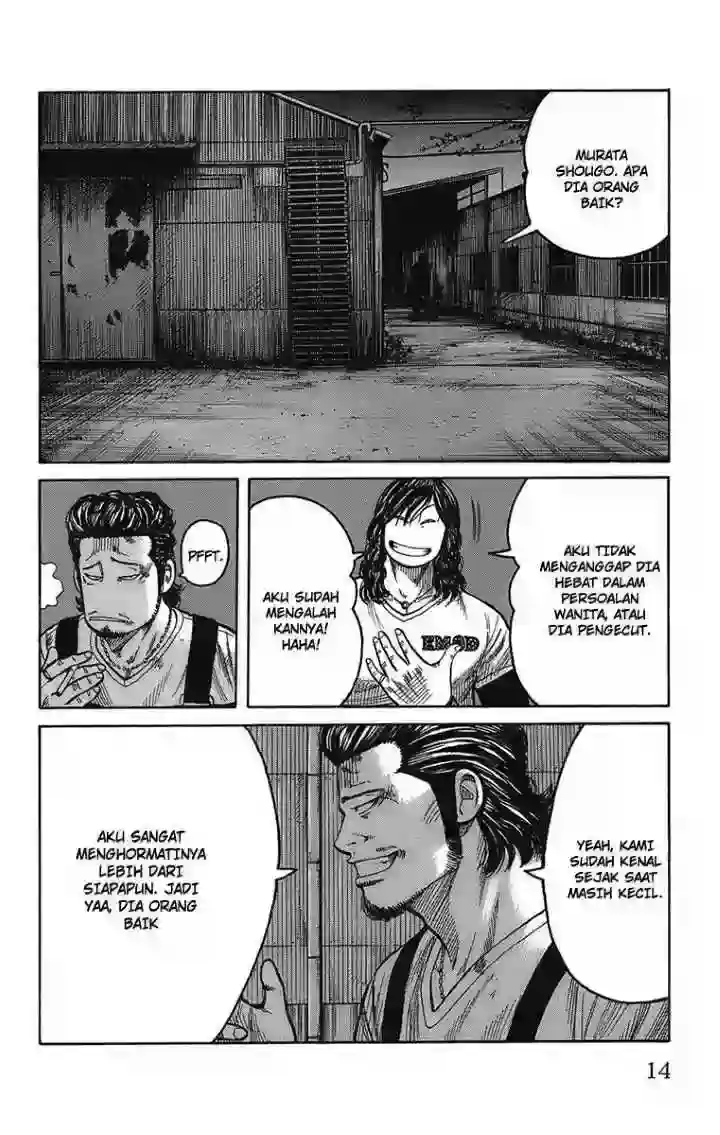 MURATA
SHOUGO. APA
DIA ORANG
BAIK?
AKU TIDAK
MENGANGGAP DIA
HEBAT DALAM
PERSOALAN
WANITA, ATAU
DIA PENGECUT.
AKU SUDAH
MENGALAH
KANNYA!
HAHA!
PFFT.
YEAH, KAMI
SUDAH KENAL
SEJAK SAAT
MASIH KECIL.
AKU SANGAT
MENGHORMATINYA
LEBIH DARI
SIAPAPUN. JADI
YAA, DIA ORANG
BAIK
14